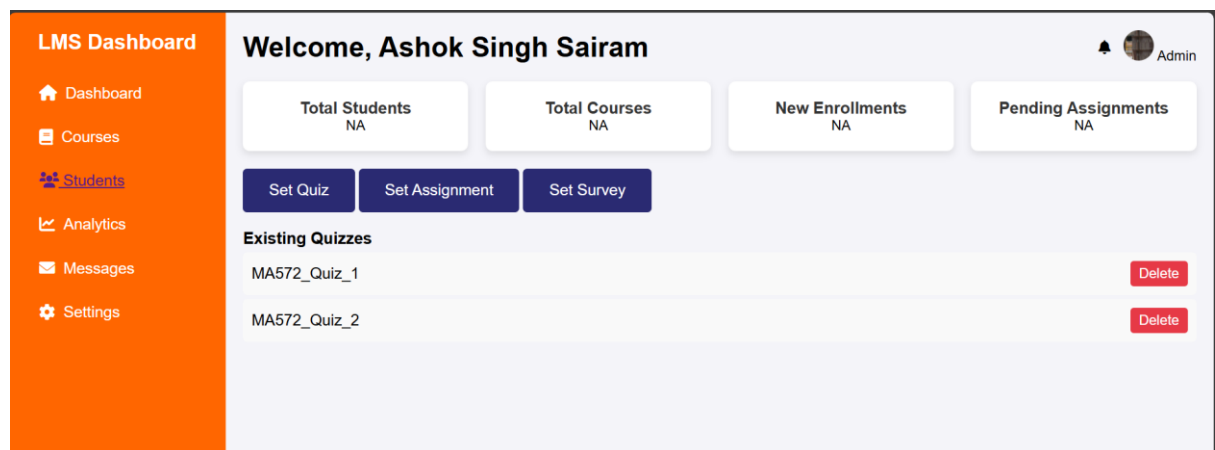 LMS Dashboard
Dashboard
Courses
Students
Analytics
Messages
Settings
Welcome, Ashok Singh Sairam
Admin
Total Students
NA
Total Courses
NA
New Enrollments
NA
Pending Assignments
NA
Set Quiz
Set Assignment
Set Survey
Existing Quizzes
MA572_Quiz_1 Delete
MA572_Quiz_2 Delete